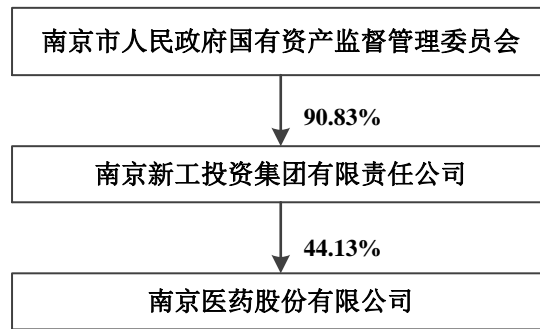 南京市人民政府国有资产监督管理委员会
90.83%
南京新工投资集团有限责任公司
44.13%
南京医药股份有限公司